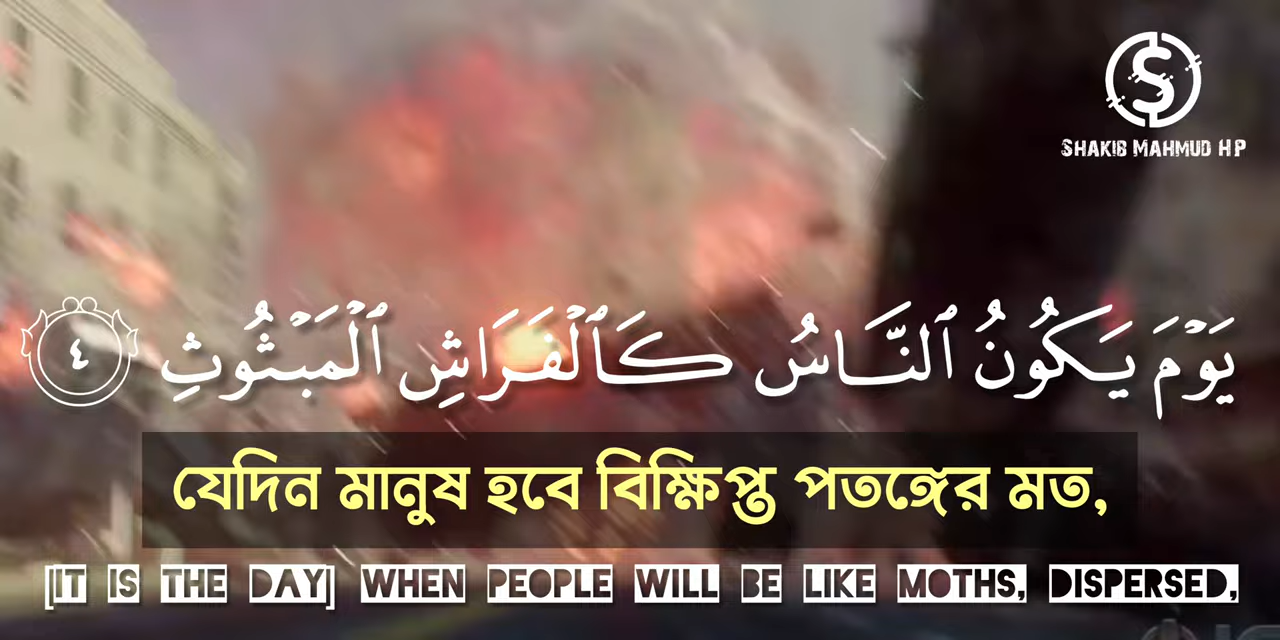 SHAKIB MAHMUD HP
يَوْمَ يَكُونُ ٱلنَّاسُ كَٱلْفَرَاشِ ٱلْمَبْثُوثِ ٤
যেদিন মানুষ হবে বিক্ষিপ্ত পতঙ্গের মত,
[IT IS THE DAY] WHEN PEOPLE WILL BE LIKE MOTHS, DISPERSED,